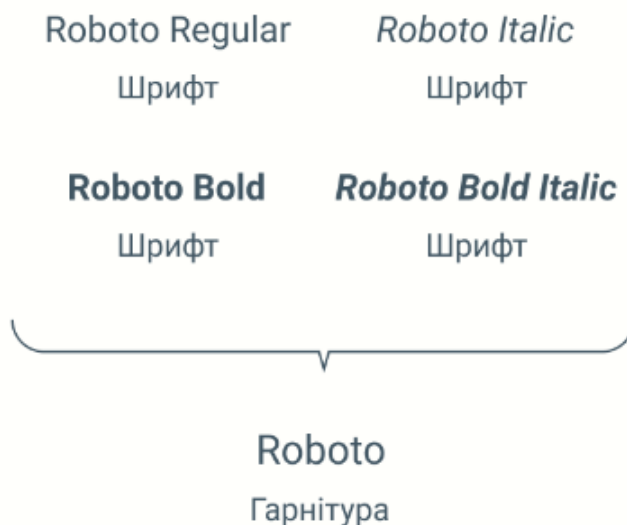 Roboto Regular
Roboto Italic
Шрифт
Шрифт
Roboto Bold
Roboto Bold Italic
Шрифт
Шрифт
Roboto
Гарнітура